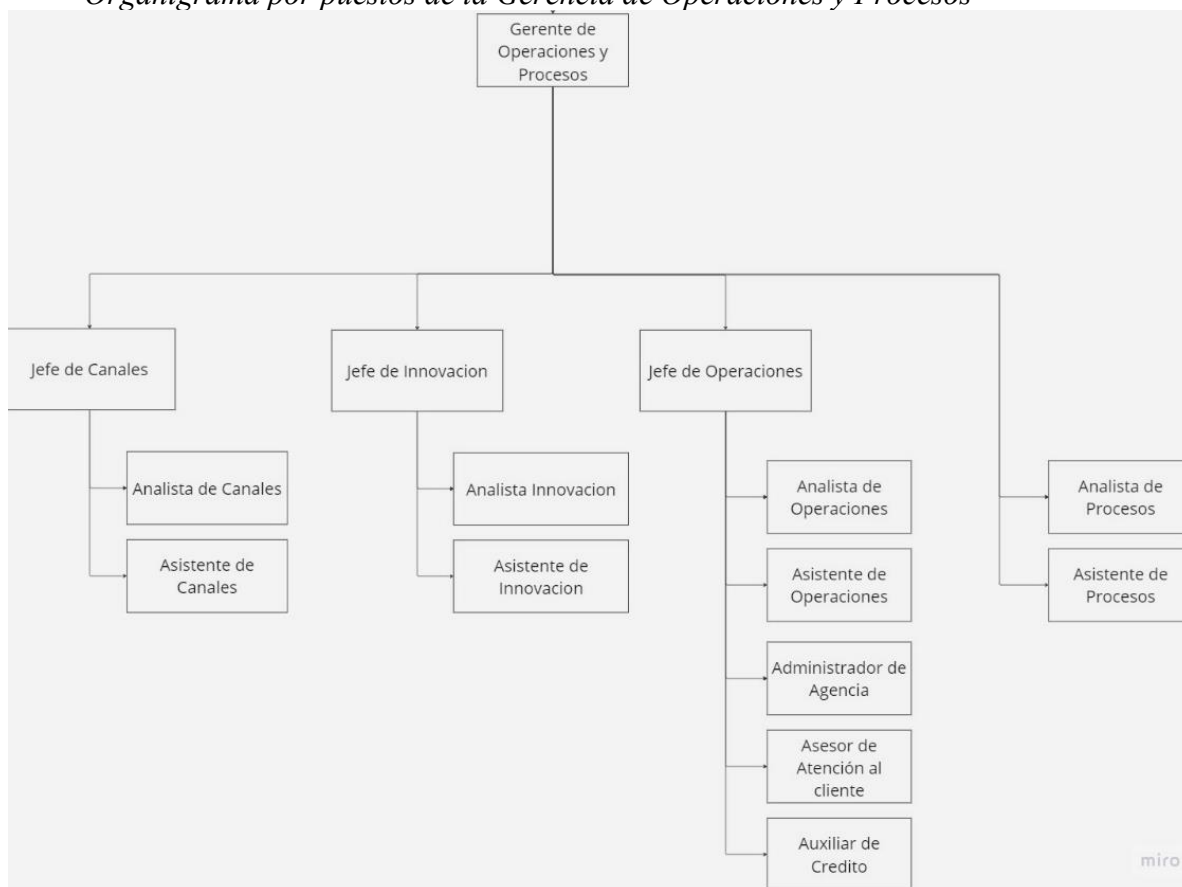 Organigrama por puestos de la Gerencia de Operaciones y Procesos
Gerente de
Operaciones y
Procesos
Jefe de Canales
Jefe de Innovacion
Jefe de Operaciones
Analista de Canales
Asistente de
Canales
Analista Innovacion
Asistente de
Innovacion
Analista de
Operaciones
Asistente de
Operaciones
Administrador de
Agencia
Asesor de
Atención al
cliente
Auxiliar de
Credito
Analista de
Procesos
Asistente de
Procesos
miro